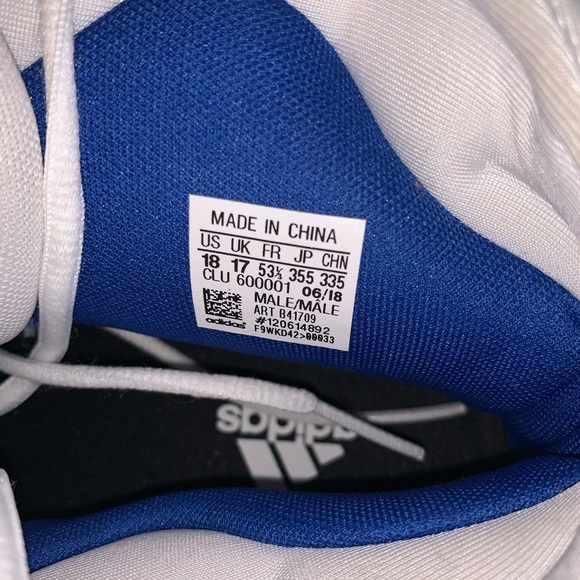 MADE IN CHINA
US UK FR JP CHN
18 17 53⅓ 355 335
CLU 600001 06/18
MALE/MÂLE
ART B41709
#120614892
adidas F9WKD42>00033
adidas